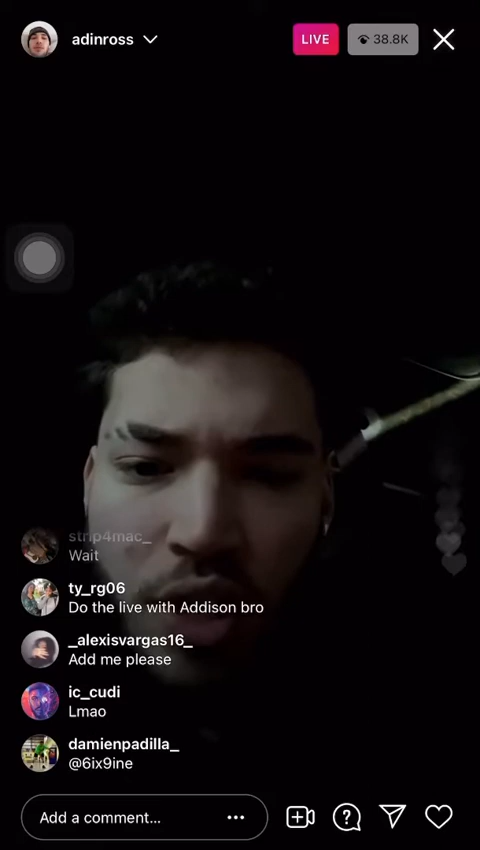 adinross
LIVE
38.8K
strip4mac_
Wait
ty_rg06
Do the live with Addison bro
_alexisvargas16_
Add me please
ic_cudi
Lmao
damienpadilla_
@6ix9ine
Add a comment...